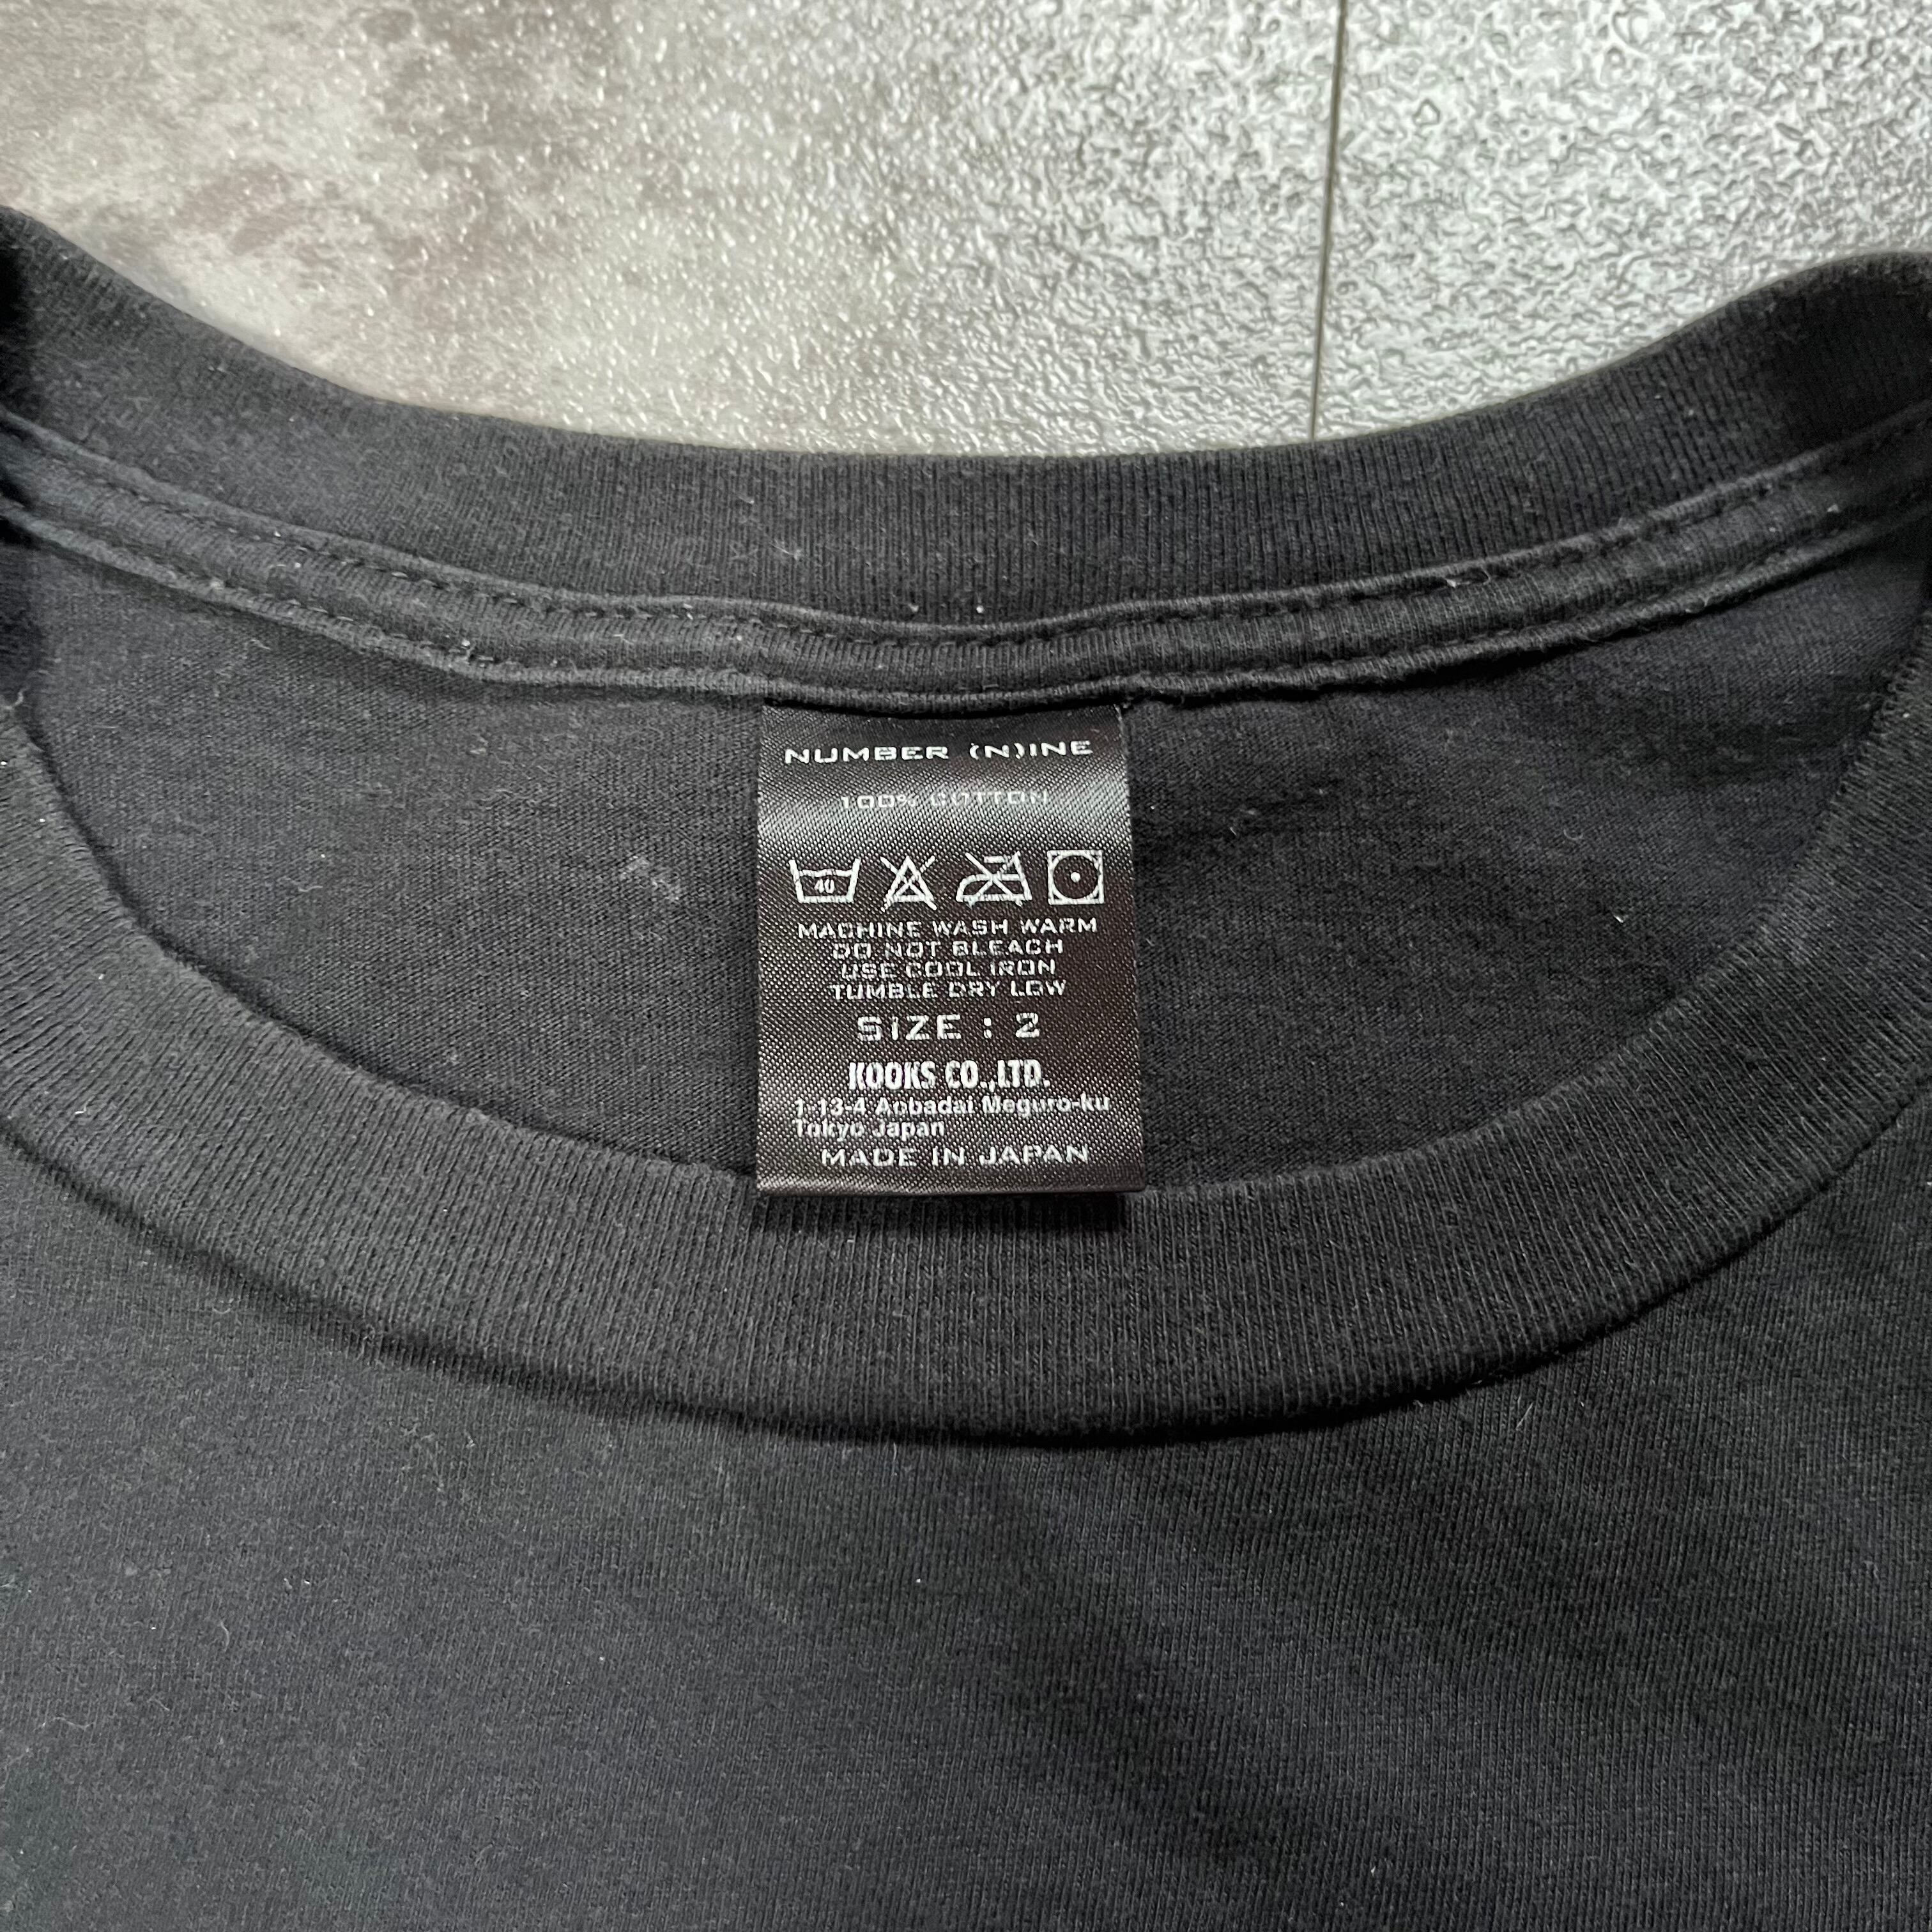 NUMBER (N)INE
100% COTTON
40
MACHINE WASH WARM
DO NOT BLEACH
USE COOL IRON
TUMBLE DRY LOW
SIZE : 2
KOOKS CO.,LTD.
1-13-4 Aobadai Meguro-ku
Tokyo Japan
MADE IN JAPAN